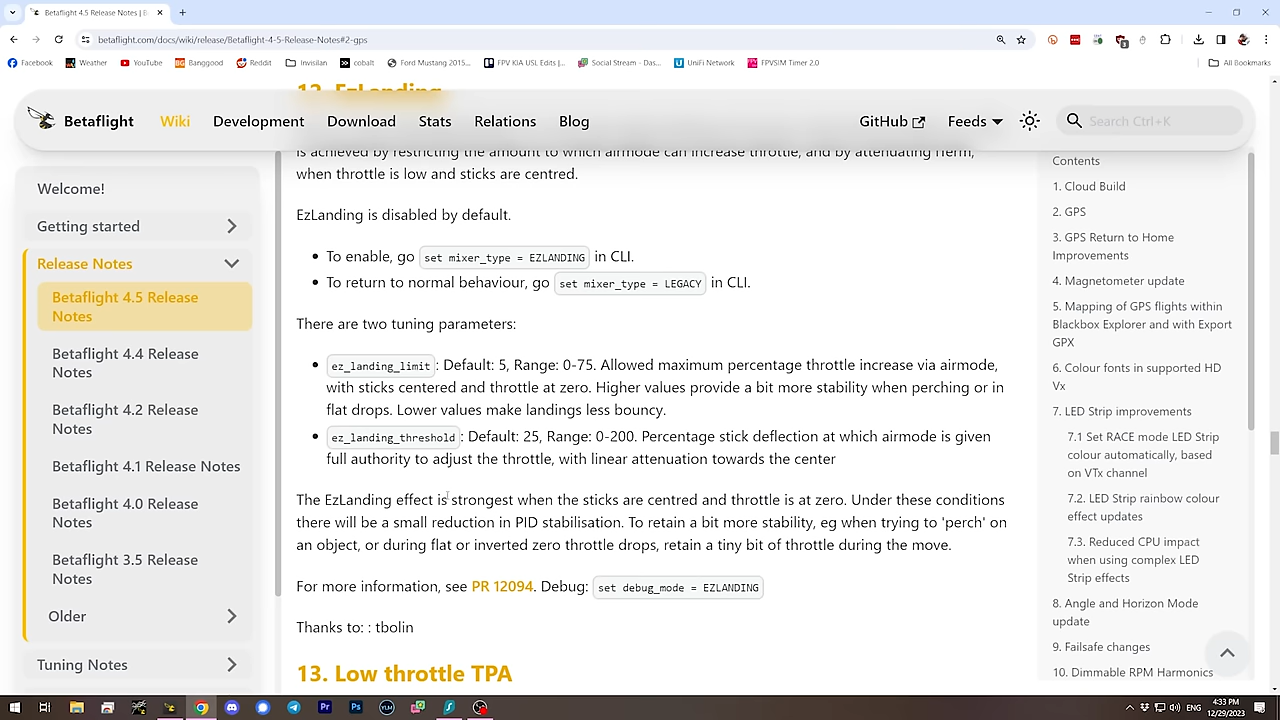 Betaflight 4.5 Release Notes | B
betaflight.com/docs/wiki/release/Betaflight-4-5-Release-Notes#2-gps
Facebook Weather YouTube Banggood Reddit Invisilan cobalt Ford Mustang 2015... FPV KIA USL Edits |... Social Stream - Das... UniFi Network FPVSIM Timer 2.0 All Bookmarks
12. EzLanding
Betaflight Wiki Development Download Stats Relations Blog GitHub Feeds Search Ctrl+K
Welcome!
Getting started
Release Notes
Betaflight 4.5 Release
Notes
Betaflight 4.4 Release
Notes
Betaflight 4.2 Release
Notes
Betaflight 4.1 Release Notes
Betaflight 4.0 Release
Notes
Betaflight 3.5 Release
Notes
Older
Tuning Notes
is achieved by restricting the amount to which airmode can increase throttle, and by attenuating iTerm,
when throttle is low and sticks are centred.
EzLanding is disabled by default.
To enable, go set mixer_type = EZLANDING in CLI.
To return to normal behaviour, go set mixer_type = LEGACY in CLI.
There are two tuning parameters:
ez_landing_limit: Default: 5, Range: 0-75. Allowed maximum percentage throttle increase via airmode,
with sticks centered and throttle at zero. Higher values provide a bit more stability when perching or in
flat drops. Lower values make landings less bouncy.
ez_landing_threshold: Default: 25, Range: 0-200. Percentage stick deflection at which airmode is given
full authority to adjust the throttle, with linear attenuation towards the center
The EzLanding effect is strongest when the sticks are centred and throttle is at zero. Under these conditions
there will be a small reduction in PID stabilisation. To retain a bit more stability, eg when trying to 'perch' on
an object, or during flat or inverted zero throttle drops, retain a tiny bit of throttle during the move.
For more information, see PR 12094. Debug: set debug_mode = EZLANDING
Thanks to: : tbolin
13. Low throttle TPA
Contents
1. Cloud Build
2. GPS
3. GPS Return to Home
Improvements
4. Magnetometer update
5. Mapping of GPS flights within
Blackbox Explorer and with Export
GPX
6. Colour fonts in supported HD
Vx
7. LED Strip improvements
7.1 Set RACE mode LED Strip
colour automatically, based
on VTx channel
7.2. LED Strip rainbow colour
effect updates
7.3. Reduced CPU impact
when using complex LED
Strip effects
8. Angle and Horizon Mode
update
9. Failsafe changes
10. Dimmable RPM Harmonics
ENG
4:33 PM
12/29/2023